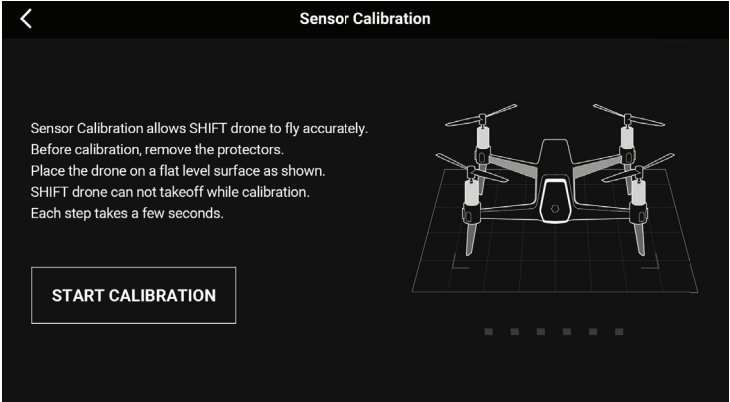 Sensor Calibration
Sensor Calibration allows SHIFT drone to fly accurately.
Before calibration, remove the protectors.
Place the drone on a flat level surface as shown.
SHIFT drone can not takeoff while calibration.
Each step takes a few seconds.
START CALIBRATION